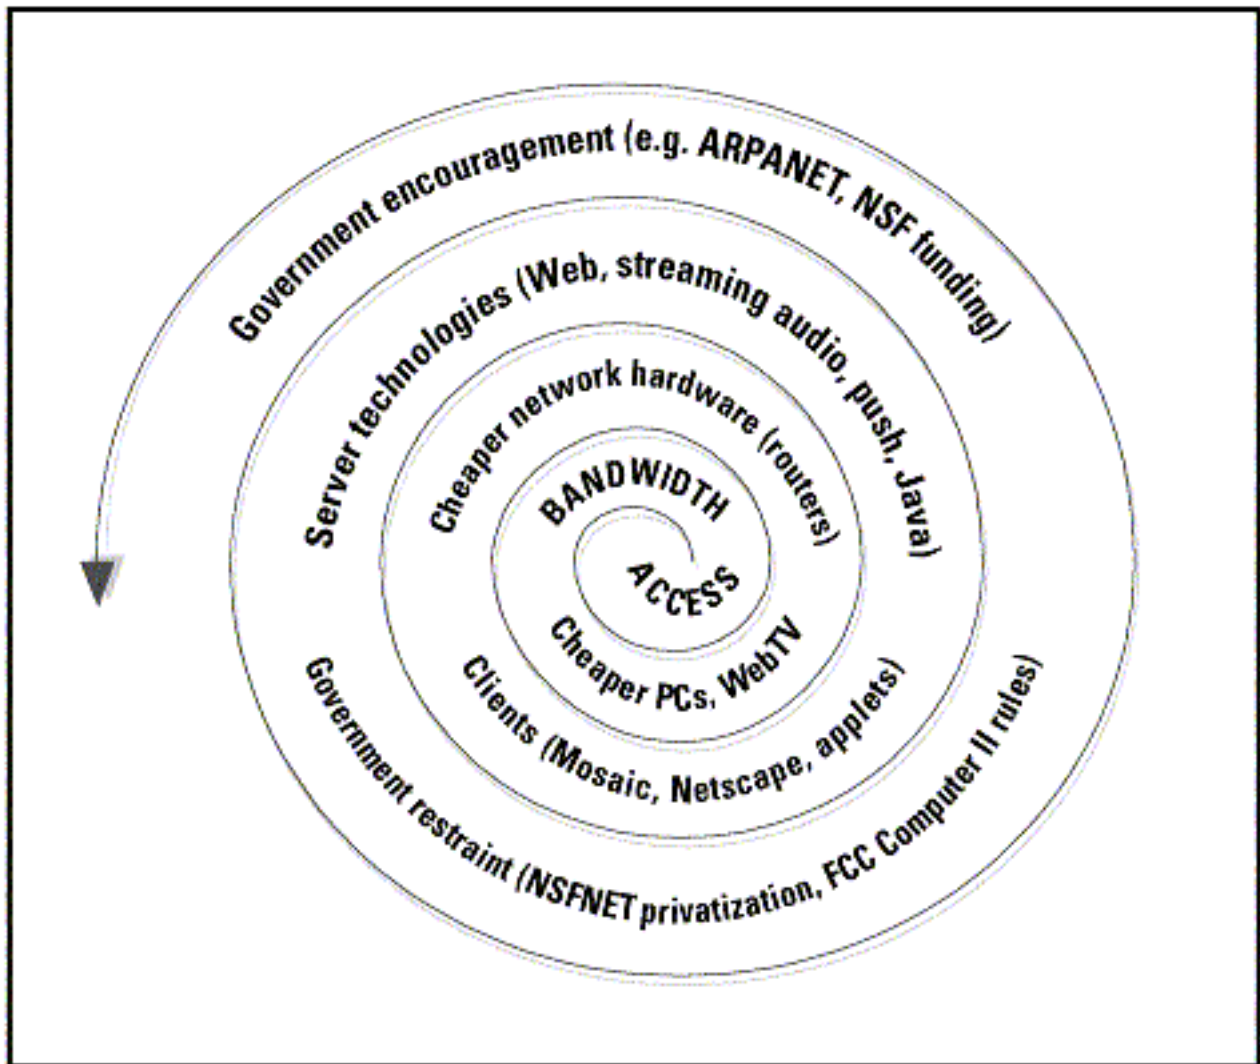 Government encouragement (e.g. ARPANET, NSF funding)
Server technologies (Web, streaming audio, push, Java)
Cheaper network hardware (routers)
BANDWIDTH
ACCESS
Cheaper PCs, WebTV
Clients (Mosaic, Netscape, applets)
Government restraint (NSFNET privatization, FCC Computer II rules)